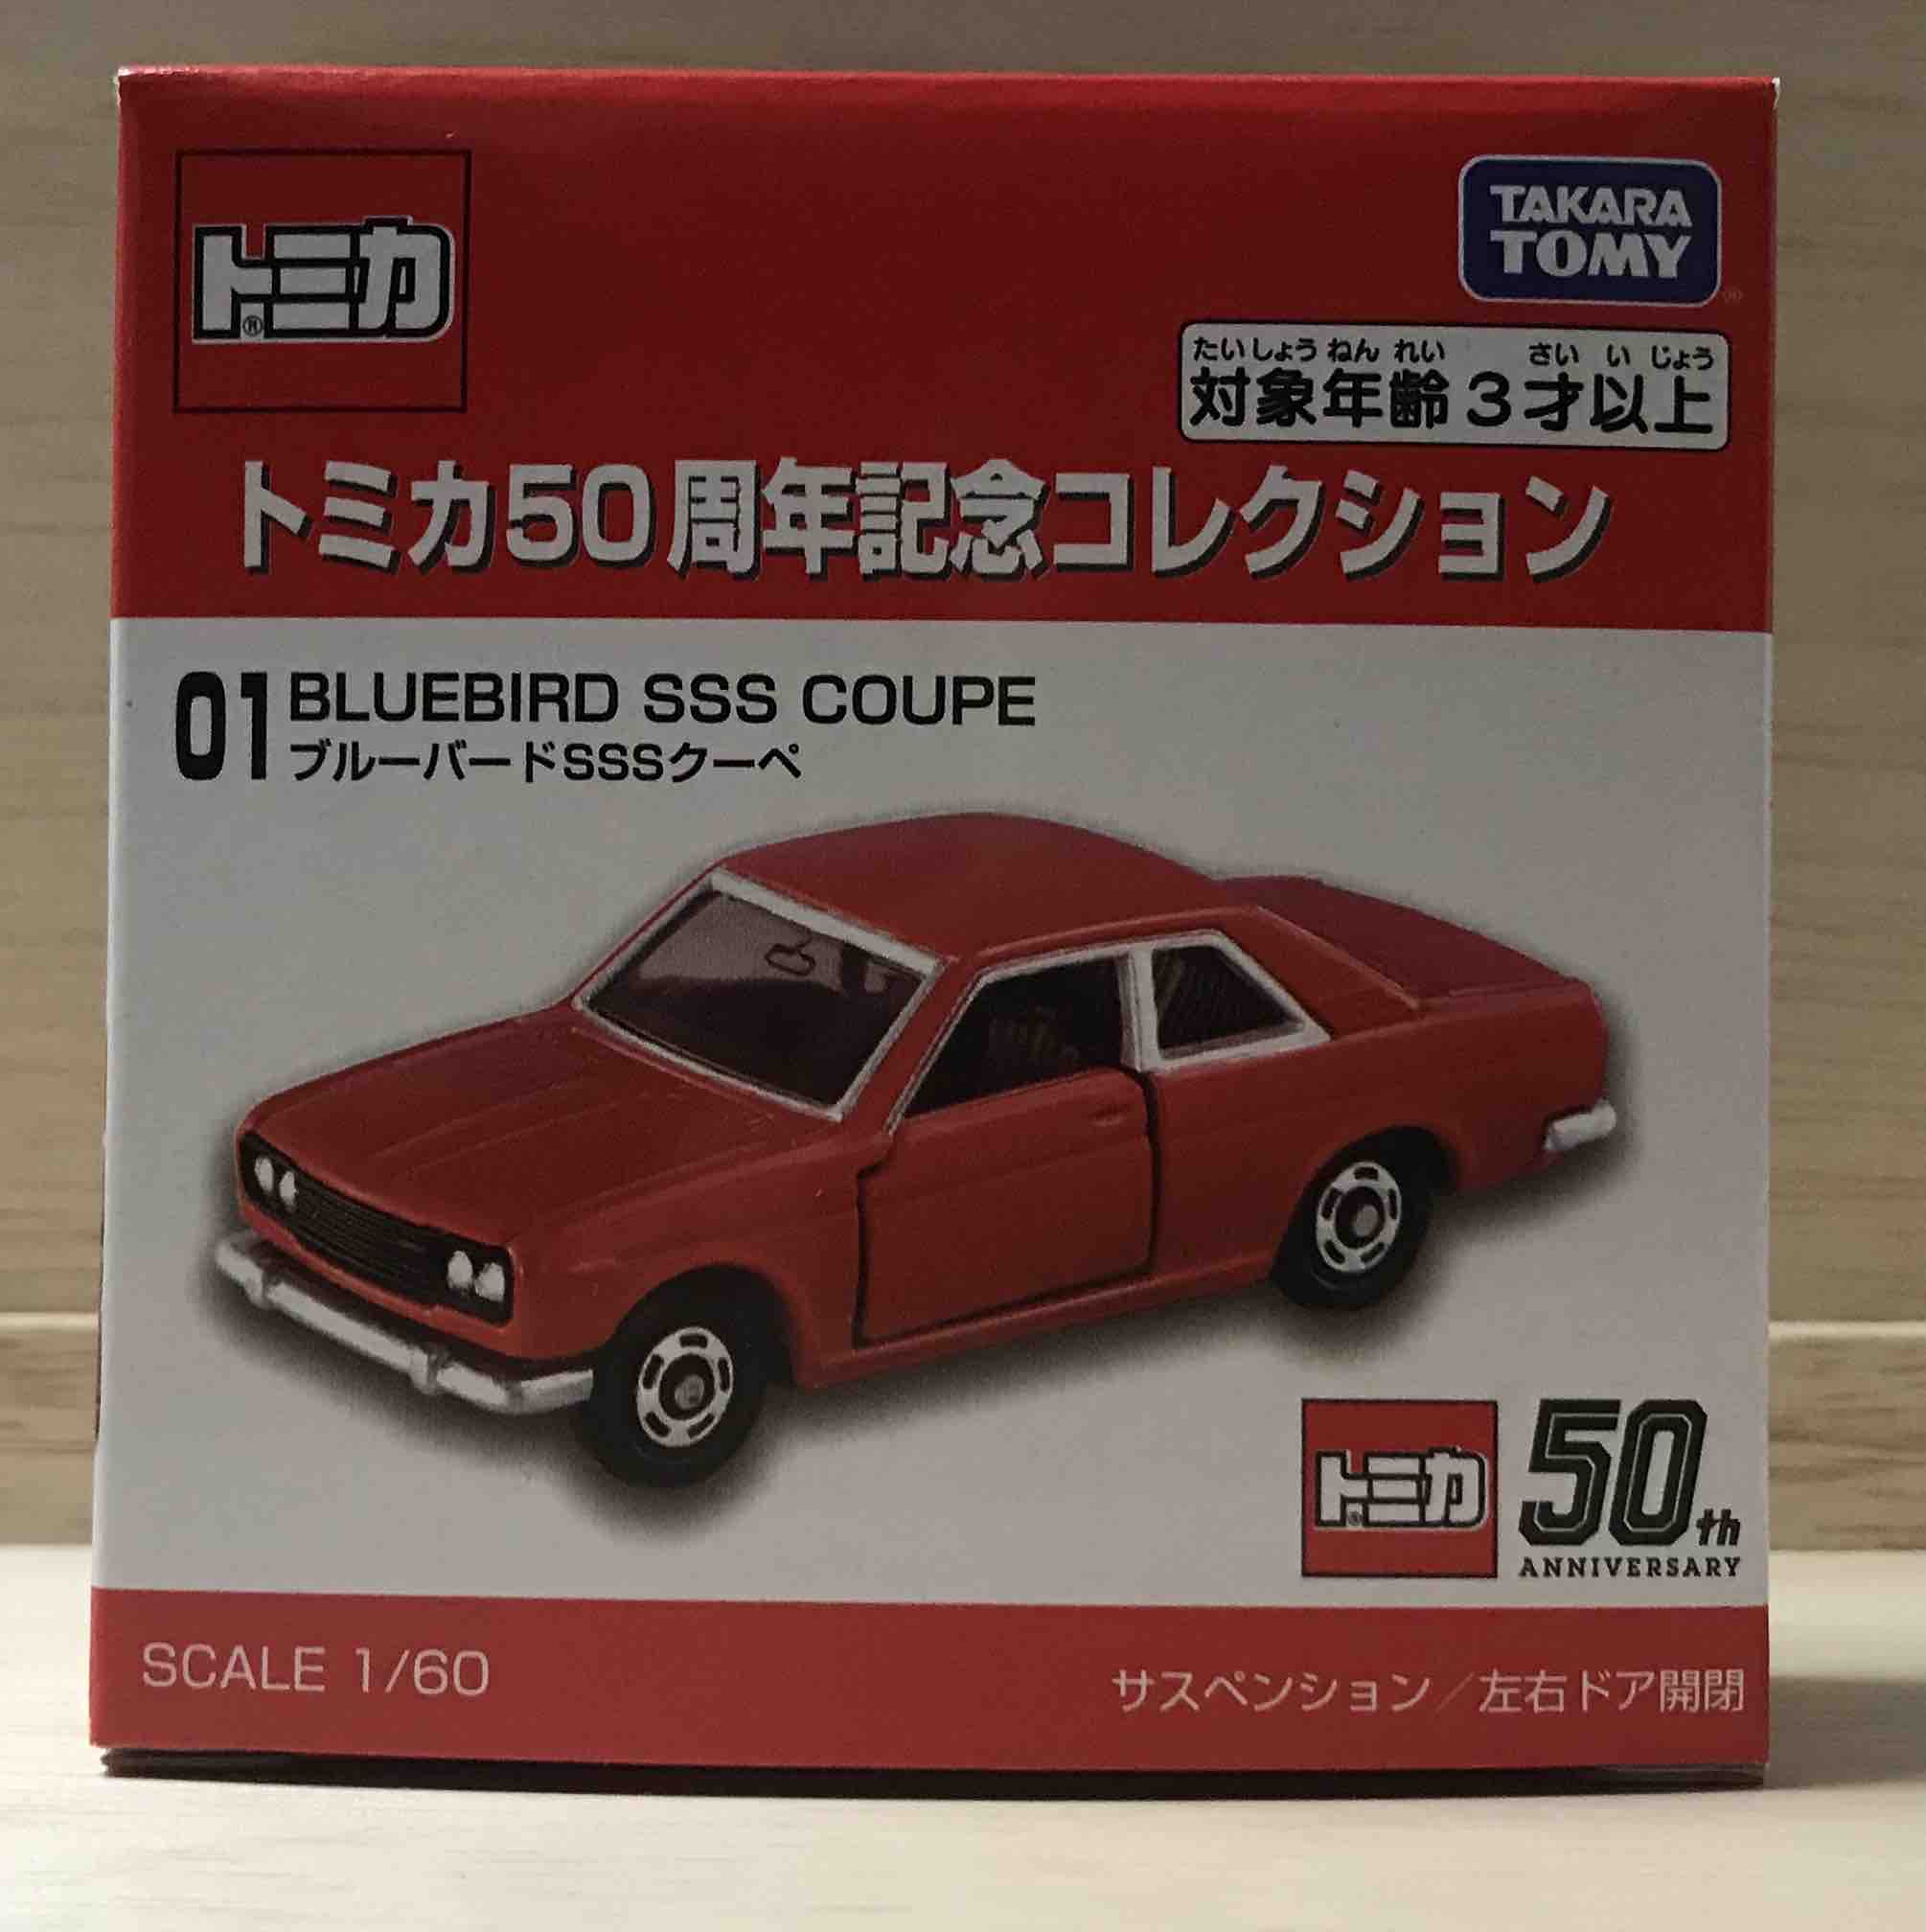 トミカ
TAKARA
TOMY
たいしょう ねん れい さい い じょう
対象年齢3才以上
トミカ50周年記念コレクション
01 BLUEBIRD SSS COUPE
ブルーバードSSSクーペ
トミカ
50th
ANNIVERSARY
SCALE 1/60
サスペンション/左右ドア開閉